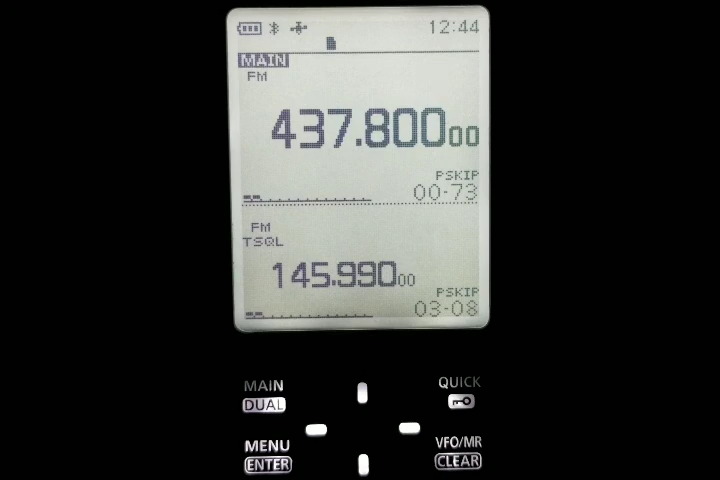 12:44
MAIN
FM
437.80000
PSKIP
00-73
FM
TSQL
145.99000
PSKIP
03-08
MAIN QUICK
DUAL
MENU VFO/MR
ENTER CLEAR